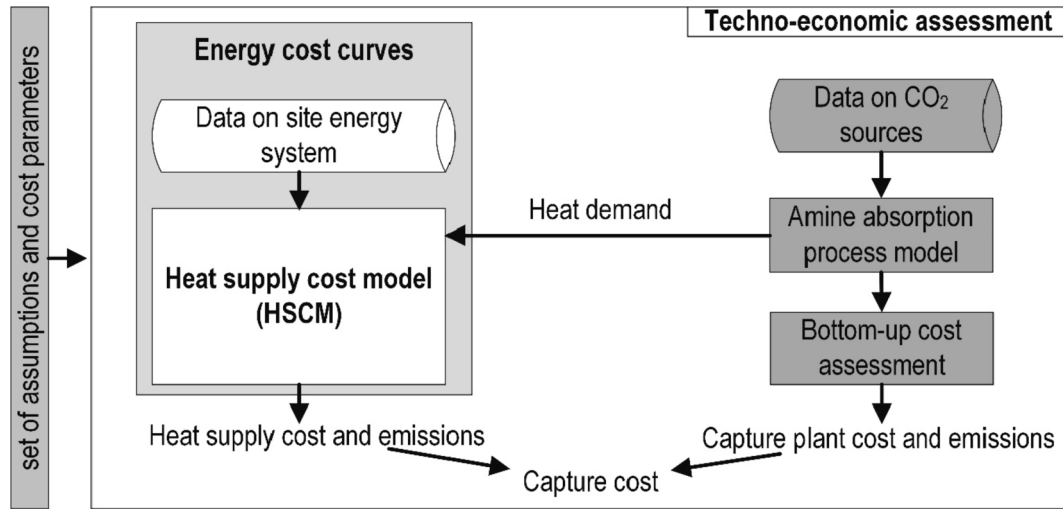 set of assumptions and cost parameters
Techno-economic assessment
Energy cost curves
Data on site energy
system
Heat supply cost model
(HSCM)
Heat supply cost and emissions
Heat demand
Data on CO₂
sources
Amine absorption
process model
Bottom-up cost
assessment
Capture plant cost and emissions
Capture cost